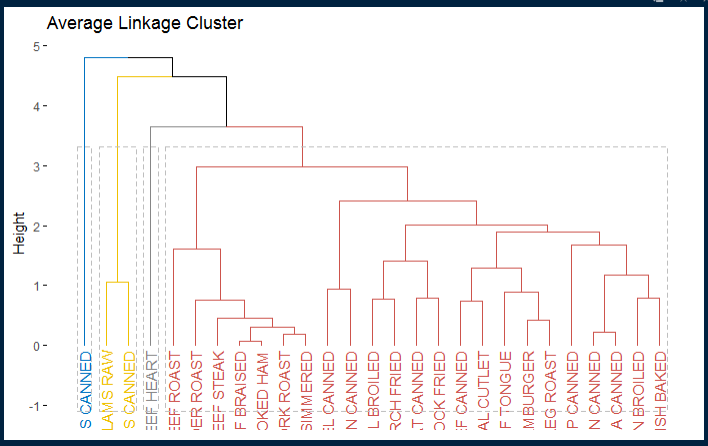 Average Linkage Cluster
5
4
3
2
1
0
-1
Height
S CANNED
LAMS RAW
S CANNED
EEF HEART
EEF ROAST
ER ROAST
EEF STEAK
F BRAISED
OKED HAM
RK ROAST
SIMMERED
EL CANNED
N CANNED
L BROILED
RCH FRIED
T CANNED
OCK FRIED
F CANNED
AL CUTLET
F TONGUE
MBURGER
EG ROAST
P CANNED
N CANNED
A CANNED
N BROILED
ISH BAKED